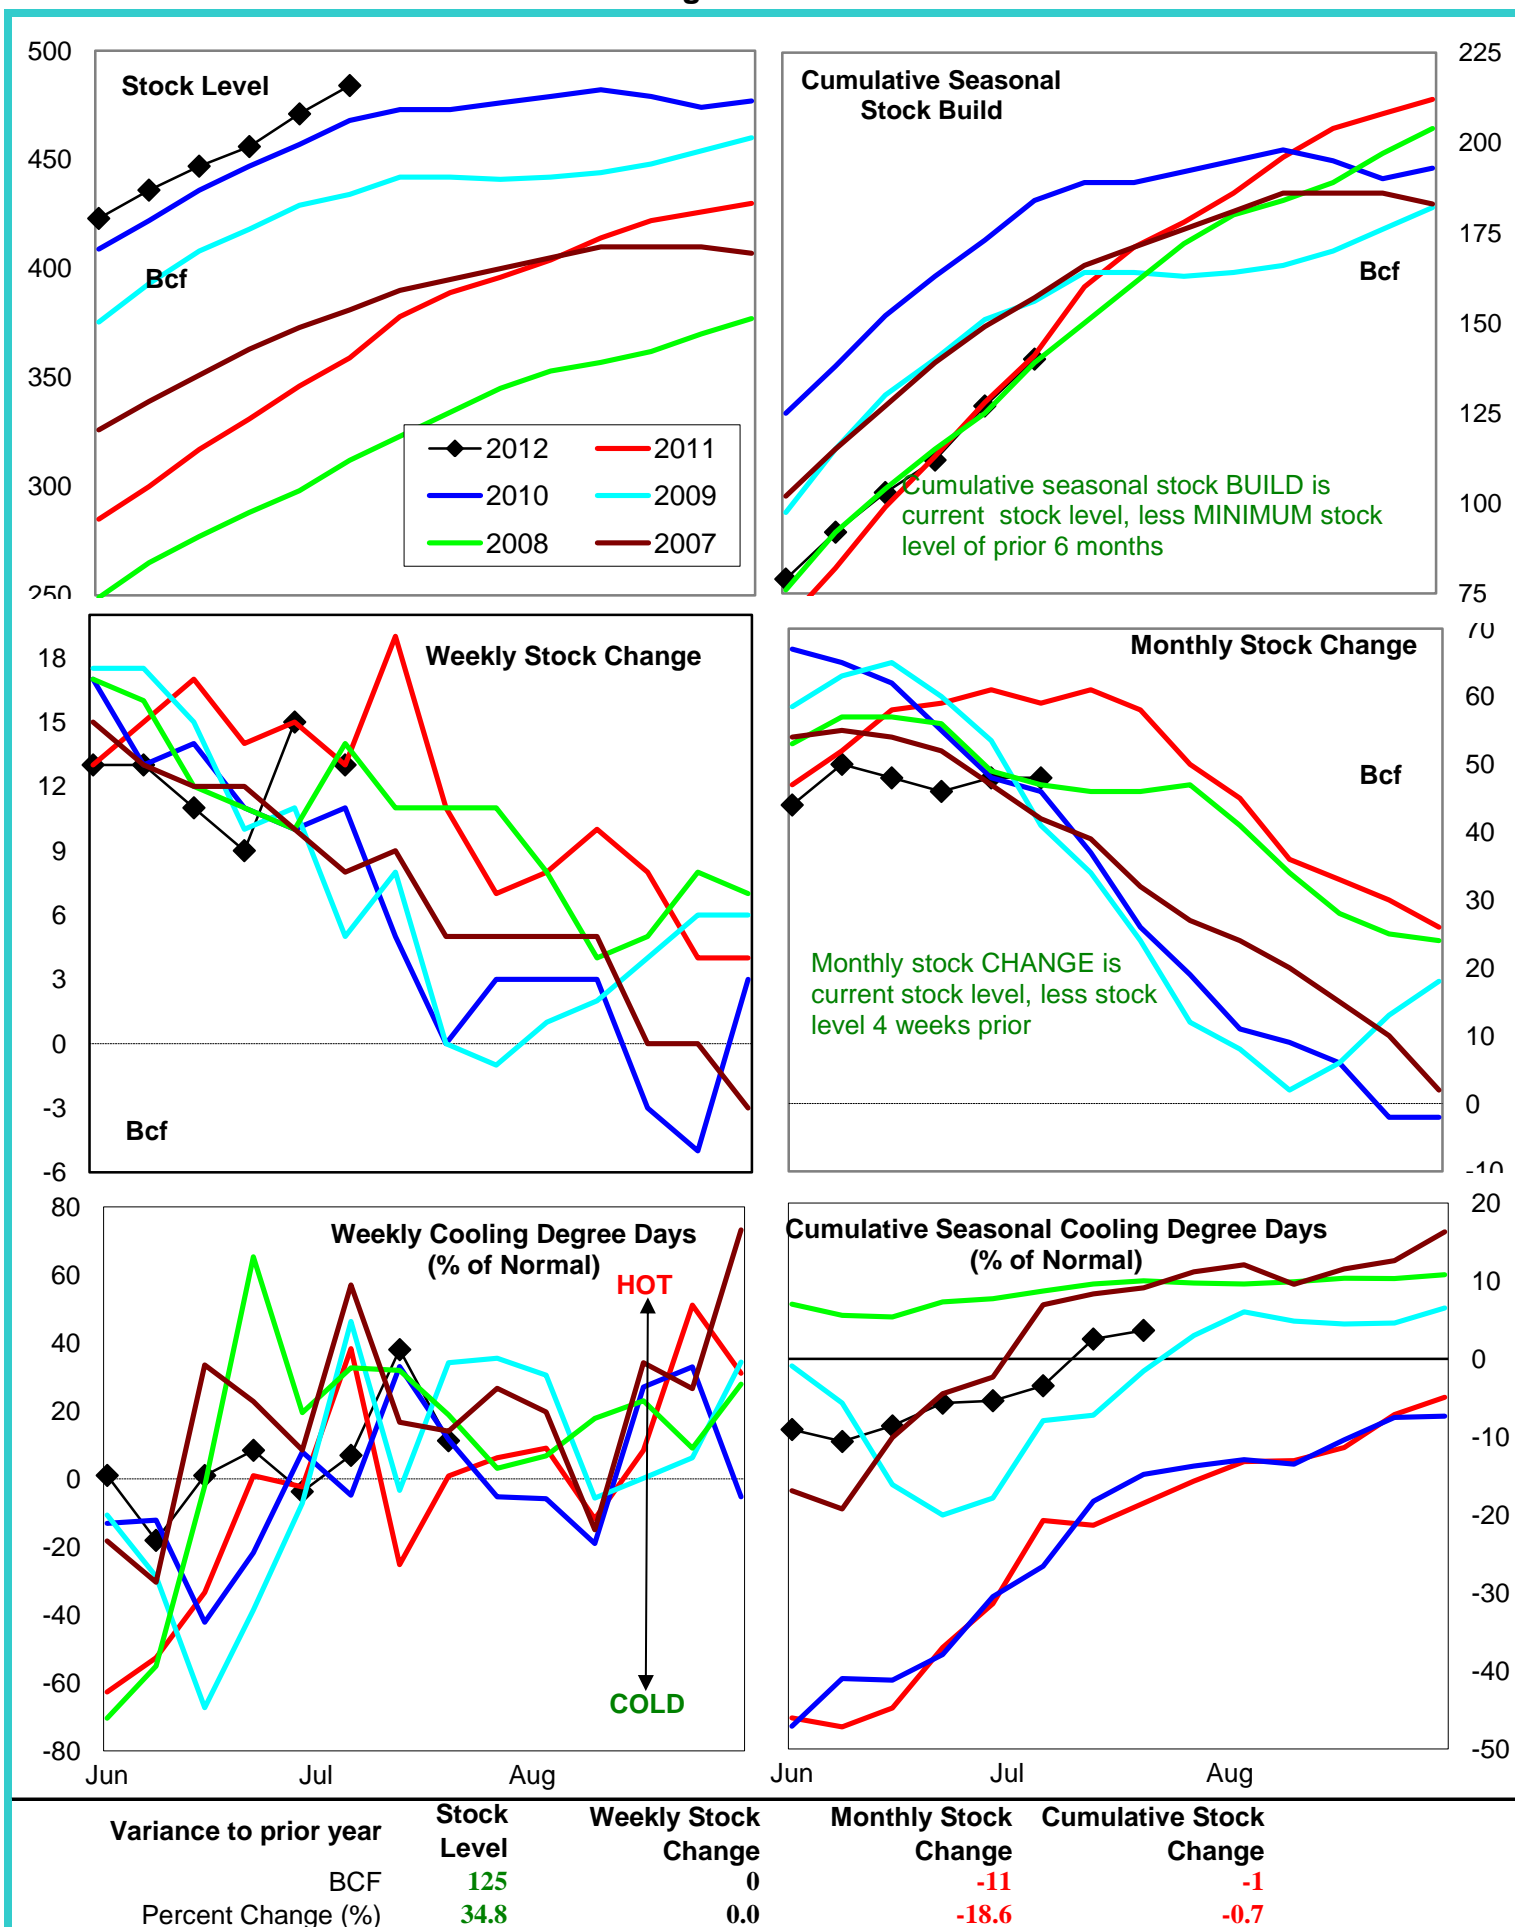 500
450
400
350
300
250
Stock Level
Bcf
2012
2011
2010
2009
2008
2007
Cumulative Seasonal
Stock Build
Bcf
Cumulative seasonal stock BUILD is
current stock level, less MINIMUM stock
level of prior 6 months
225
200
175
150
125
100
75
18
15
12
9
6
3
0
-3
-6
Weekly Stock Change
Bcf
Monthly Stock Change
Bcf
Monthly stock CHANGE is
current stock level, less stock
level 4 weeks prior
70
60
50
40
30
20
10
0
-10
80
60
40
20
0
-20
-40
-60
-80
Weekly Cooling Degree Days
(% of Normal)
HOT
COLD
Jun Jul Aug
Cumulative Seasonal Cooling Degree Days
(% of Normal)
20
10
0
-10
-20
-30
-40
-50
Jun Jul Aug
Variance to prior year
Stock
Level
Weekly Stock
Change
Monthly Stock
Change
Cumulative Stock
Change
BCF 125 0 -11 -1
Percent Change (%) 34.8 0.0 -18.6 -0.7